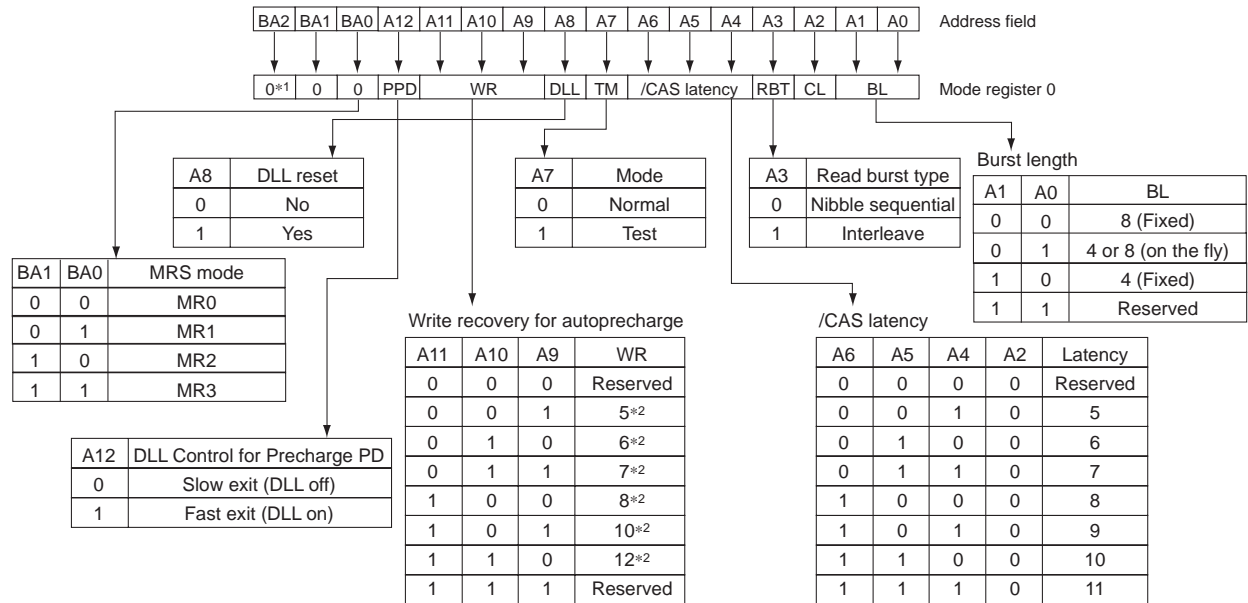 BA2 BA1 BA0 A12 A11 A10 A9 A8 A7 A6 A5 A4 A3 A2 A1 A0 Address field
0*1 0 0 PPD WR DLL TM /CAS latency RBT CL BL Mode register 0
A8 DLL reset
0 No
1 Yes
A7 Mode
0 Normal
1 Test
A3 Read burst type
0 Nibble sequential
1 Interleave
Burst length
A1 A0 BL
0 0 8 (Fixed)
0 1 4 or 8 (on the fly)
1 0 4 (Fixed)
1 1 Reserved
BA1 BA0 MRS mode
0 0 MR0
0 1 MR1
1 0 MR2
1 1 MR3
A12 DLL Control for Precharge PD
0 Slow exit (DLL off)
1 Fast exit (DLL on)
Write recovery for autoprecharge
A11 A10 A9 WR
0 0 0 Reserved
0 0 1 5*2
0 1 0 6*2
0 1 1 7*2
1 0 0 8*2
1 0 1 10*2
1 1 0 12*2
1 1 1 Reserved
/CAS latency
A6 A5 A4 A2 Latency
0 0 0 0 Reserved
0 0 1 0 5
0 1 0 0 6
0 1 1 0 7
1 0 0 0 8
1 0 1 0 9
1 1 0 0 10
1 1 1 0 11